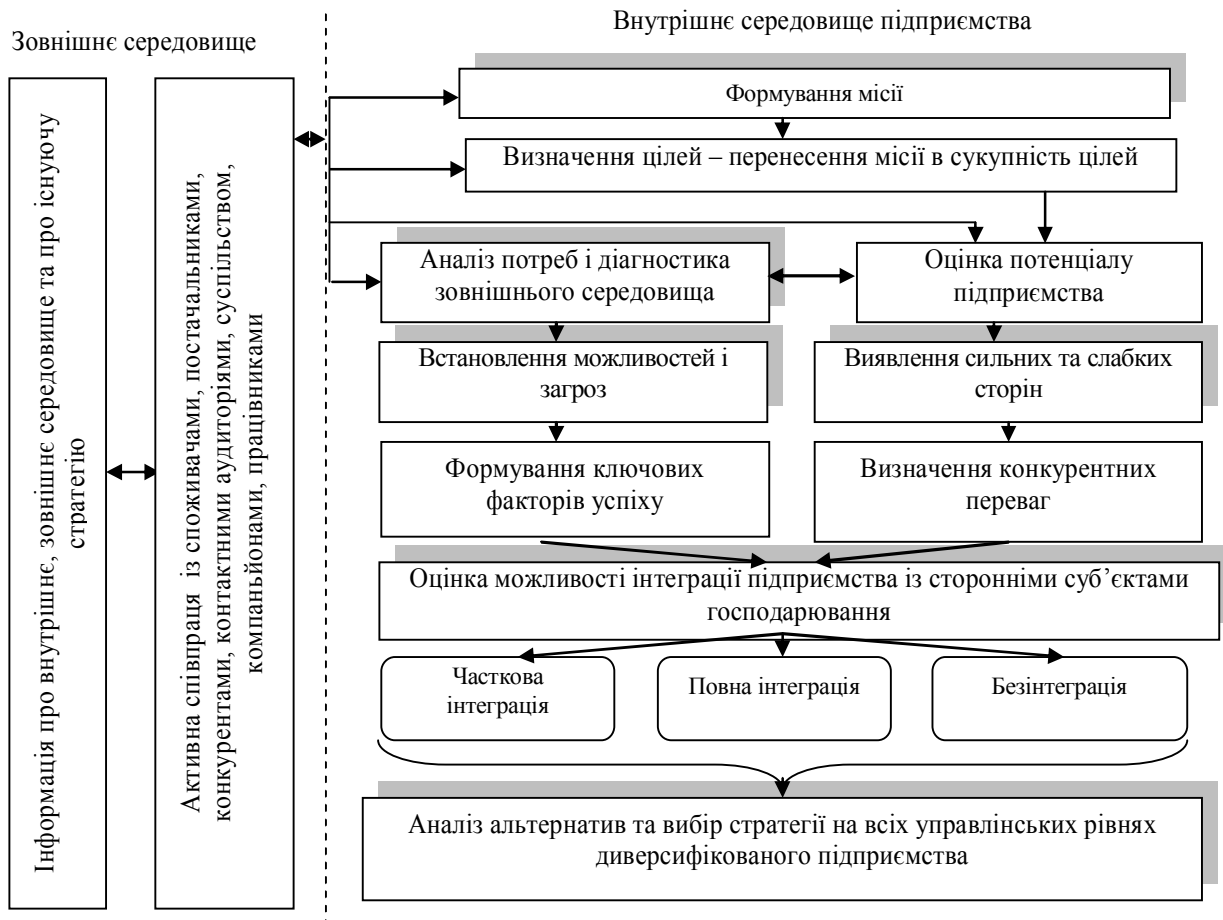 Зовнішнє середовище
Внутрішнє середовище підприємства
Інформація про внутрішнє, зовнішнє середовище та про існуючу
стратегію
Активна співпраця із споживачами, постачальниками,
конкурентами, контактними аудиторіями, суспільством,
компаньйонами, працівниками
Формування місії
Визначення цілей – перенесення місії в сукупність цілей
Аналіз потреб і діагностика
зовнішнього середовища
Оцінка потенціалу
підприємства
Встановлення можливостей і
загроз
Виявлення сильних та слабких
сторін
Формування ключових
факторів успіху
Визначення конкурентних
переваг
Оцінка можливості інтеграції підприємства із сторонніми суб’єктами
господарювання
Часткова
інтеграція
Повна інтеграція
Безінтеграція
Аналіз альтернатив та вибір стратегії на всіх управлінських рівнях
диверсифікованого підприємства